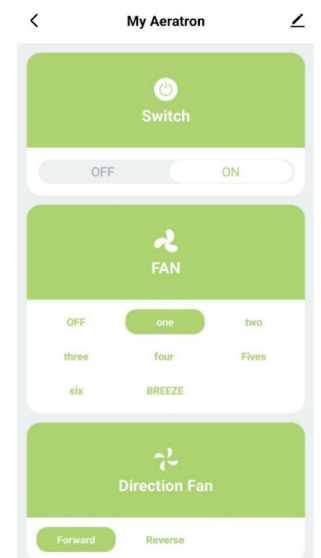 My Aeratron
Switch
OFF ON
FAN
OFF one two
three four Fives
six BREEZE
Direction Fan
Forward Reverse